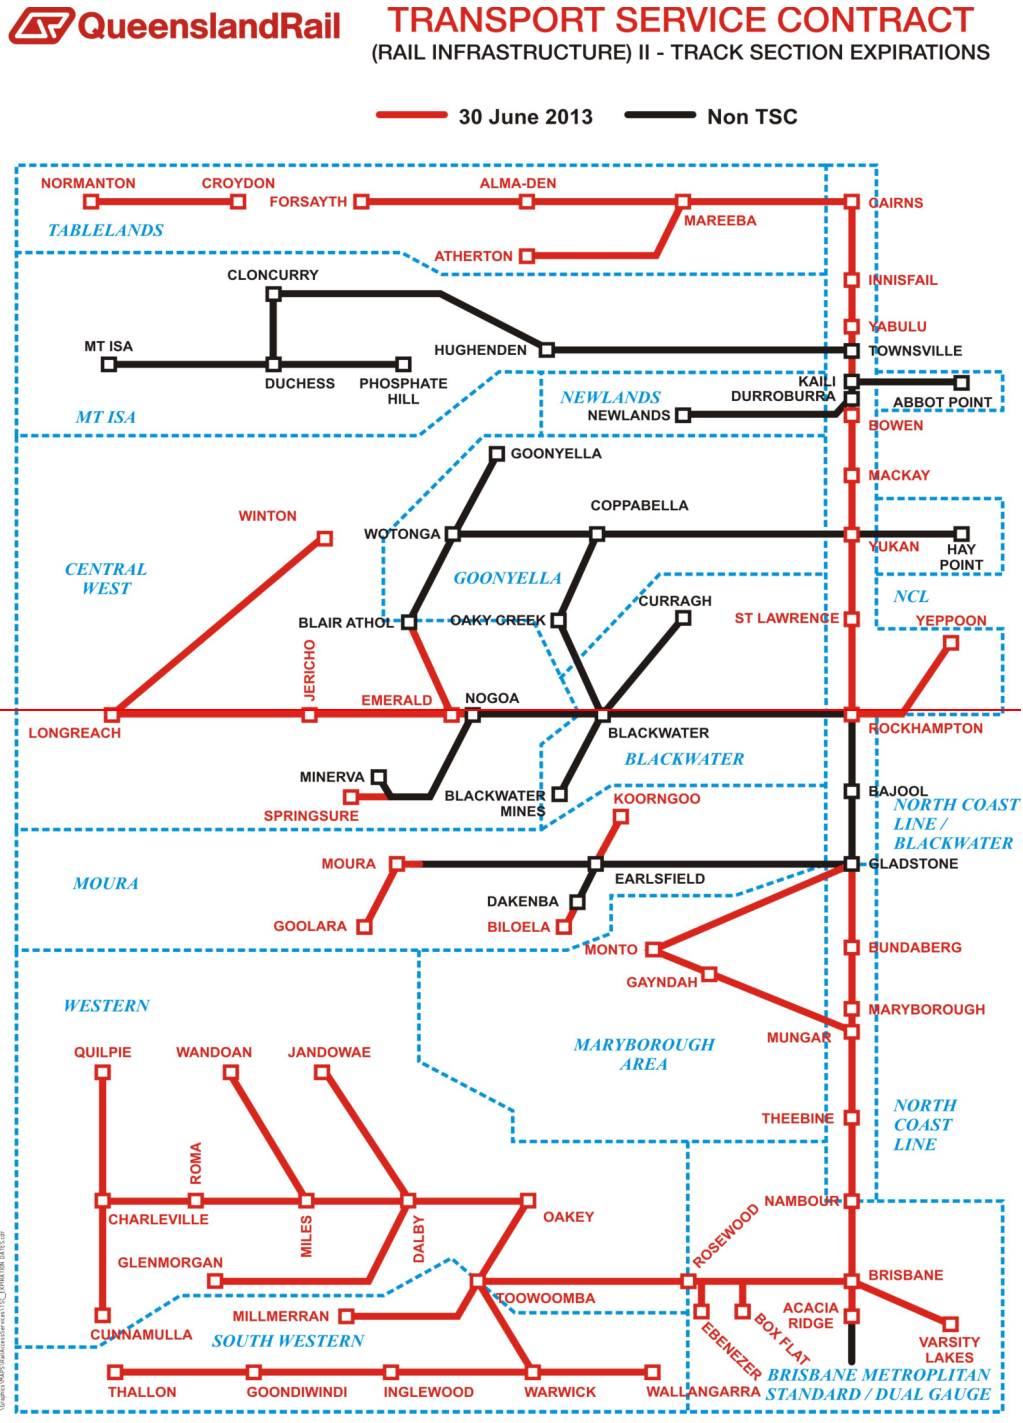 QueenslandRail
TRANSPORT SERVICE CONTRACT
(RAIL INFRASTRUCTURE) II - TRACK SECTION EXPIRATIONS
30 June 2013
Non TSC
NORMANTON
CROYDON
FORSAYTH
ALMA-DEN
MAREEBA
CAIRNS
TABLELANDS
ATHERTON
INNISFAIL
CLONCURRY
YABULU
MT ISA
HUGHENDEN
TOWNSVILLE
DUCHESS
PHOSPHATE
HILL
KAILI
DURROBURRA
ABBOT POINT
MT ISA
NEWLANDS
NEWLANDS
BOWEN
GOONYELLA
MACKAY
COPPABELLA
WINTON
WOTONGA
YUKAN
HAY
POINT
CENTRAL
WEST
GOONYELLA
NCL
CURRAGH
BLAIR ATHOL
OAKY CREEK
ST LAWRENCE
YEPPOON
JERICHO
EMERALD
NOGOA
LONGREACH
BLACKWATER
ROCKHAMPTON
BLACKWATER
MINERVA
SPRINGSURE
BLACKWATER
MINES
KOORNGOO
BAJOOL
NORTH COAST
LINE /
BLACKWATER
MOURA
MOURA
EARLSFIELD
GLADSTONE
GOOLARA
DAKENBA
BILOELA
MONTO
BUNDABERG
GAYNDAH
WESTERN
MARYBOROUGH
MUNGAR
MARYBOROUGH
AREA
QUILPIE
WANDOAN
JANDOWAE
THEEBINE
NORTH
COAST
LINE
ROMA
CHARLEVILLE
MILES
DALBY
OAKEY
NAMBOUR
ROSEWOOD
GLENMORGAN
TOOWOOMBA
BRISBANE
CUNNAMULLA
MILLMERRAN
SOUTH WESTERN
EBENEZER
BOX FLAT
ACACIA
RIDGE
VARSITY
LAKES
THALLON
GOONDIWINDI
INGLEWOOD
WARWICK
WALLANGARRA
BRISBANE METROPOLITAN
STANDARD / DUAL GAUGE